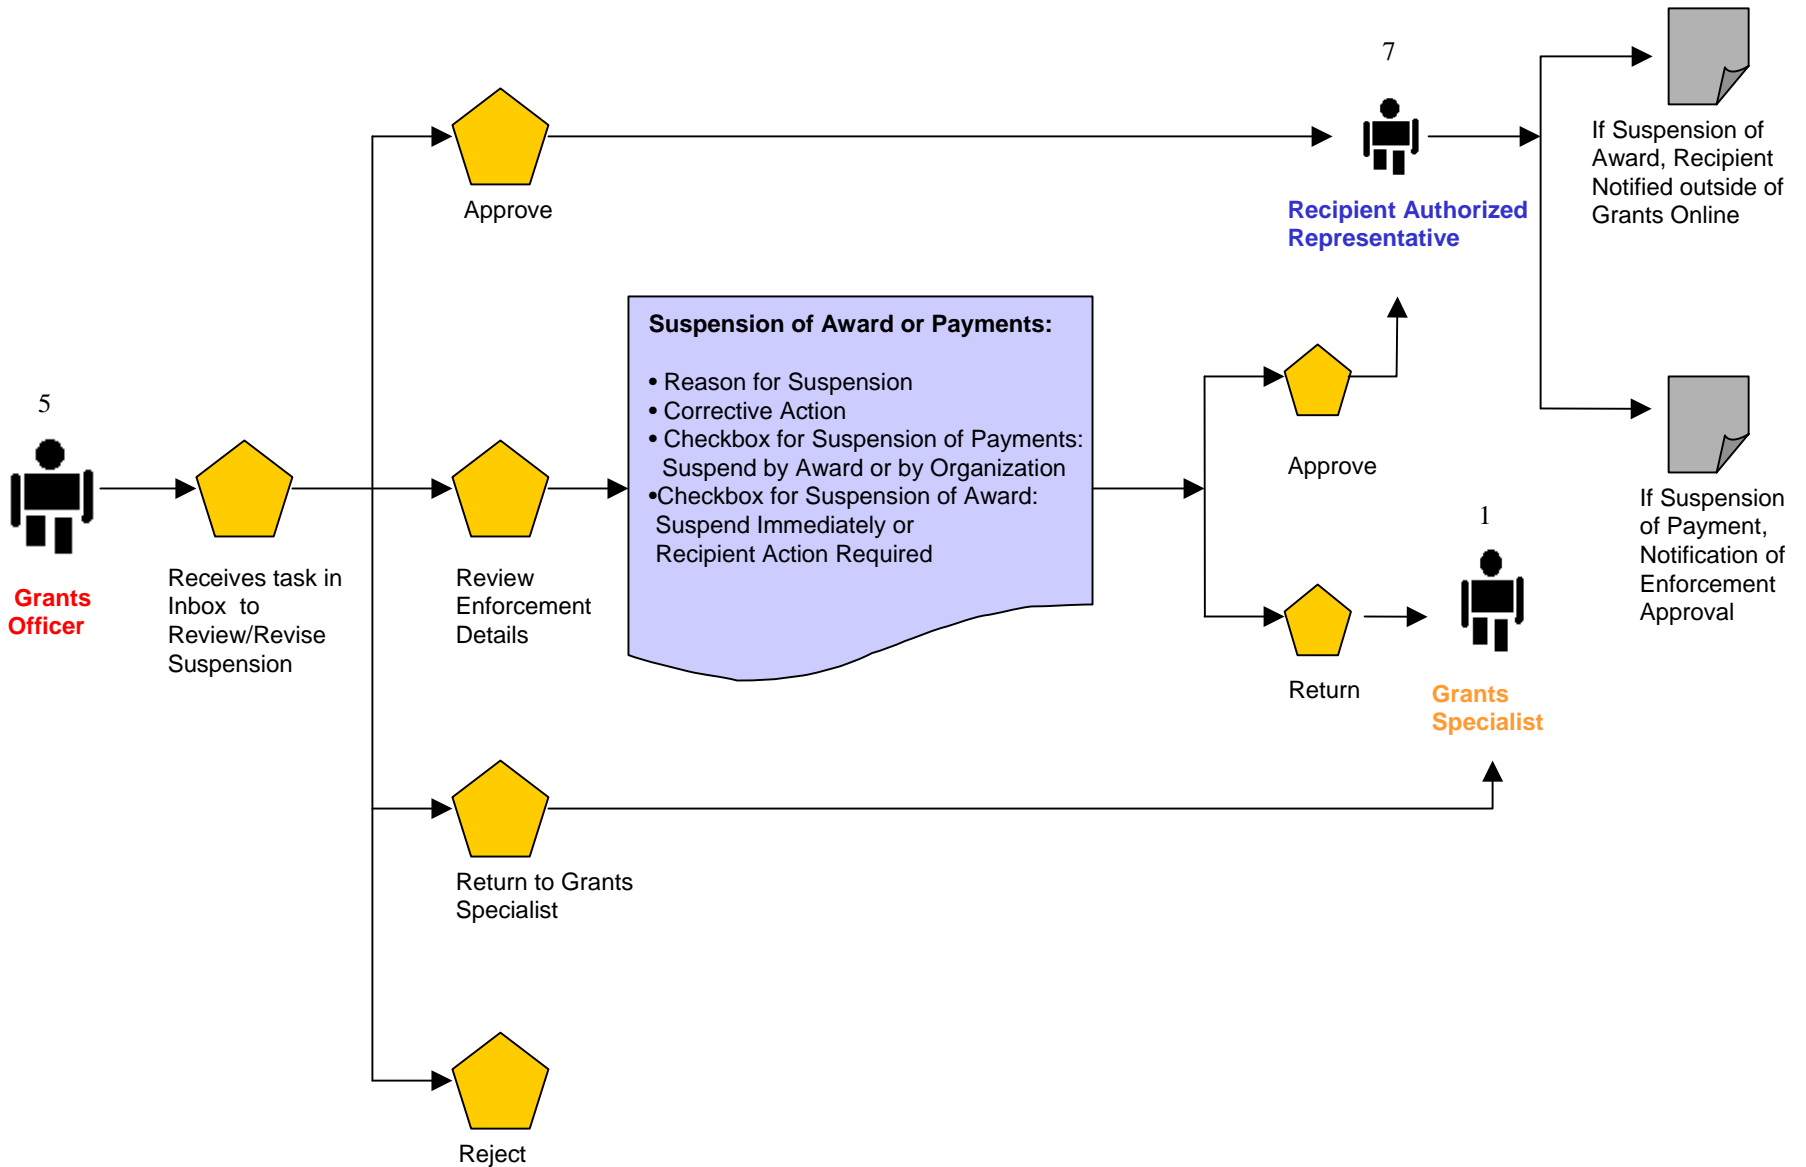 7
If Suspension of
Award, Recipient
Notified outside of
Grants Online
Approve
Recipient Authorized
Representative
Suspension of Award or Payments:
• Reason for Suspension
• Corrective Action
• Checkbox for Suspension of Payments:
Suspend by Award or by Organization
•Checkbox for Suspension of Award:
Suspend Immediately or
Recipient Action Required
5
Grants
Officer
Receives task in
Inbox to
Review/Revise
Suspension
Review
Enforcement
Details
Approve
1
Return
Grants
Specialist
If Suspension
of Payment,
Notification of
Enforcement
Approval
Return to Grants
Specialist
Reject